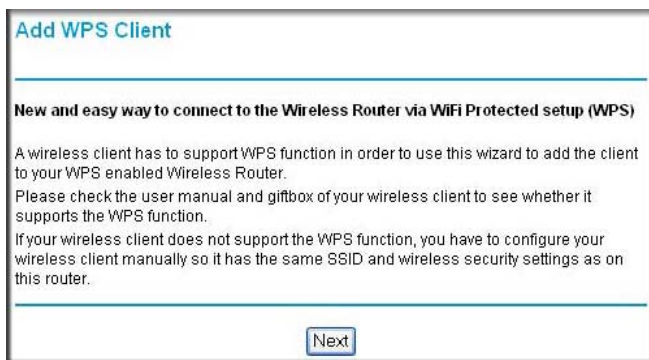 Add WPS Client
New and easy way to connect to the Wireless Router via WiFi Protected setup (WPS)
A wireless client has to support WPS function in order to use this wizard to add the client
to your WPS enabled Wireless Router.
Please check the user manual and giftbox of your wireless client to see whether it
supports the WPS function.
If your wireless client does not support the WPS function, you have to configure your
wireless client manually so it has the same SSID and wireless security settings as on
this router.
Next